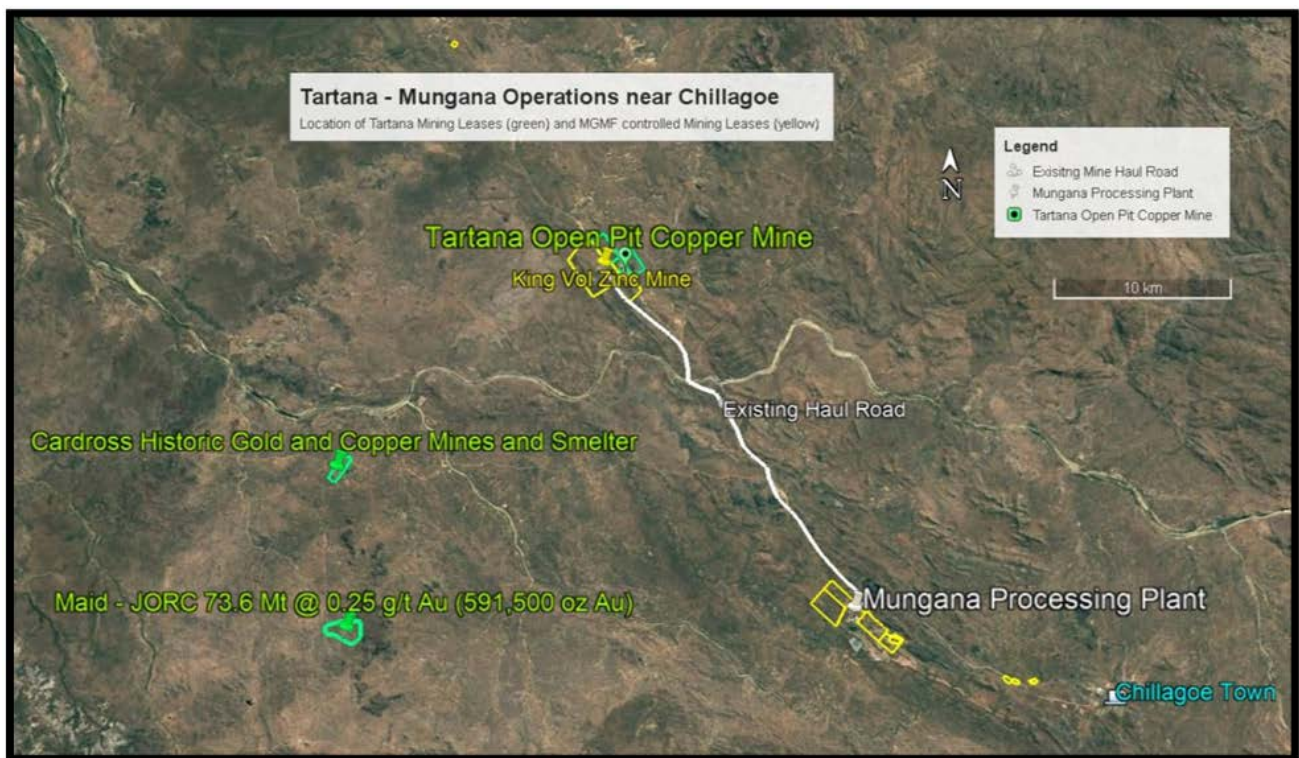 Tartana - Mungana Operations near Chillagoe
Location of Tartana Mining Leases (green) and MGMF controlled Mining Leases (yellow)
Legend
Exisitng Mine Haul Road
Mungana Processing Plant
Tartana Open Pit Copper Mine
N
10 km
Tartana Open Pit Copper Mine
King Vol Zinc Mine
Existing Haul Road
Cardross Historic Gold and Copper Mines and Smelter
Maid - JORC 73.6 Mt @ 0.25 g/t Au (591,500 oz Au)
Mungana Processing Plant
Chillagoe Town